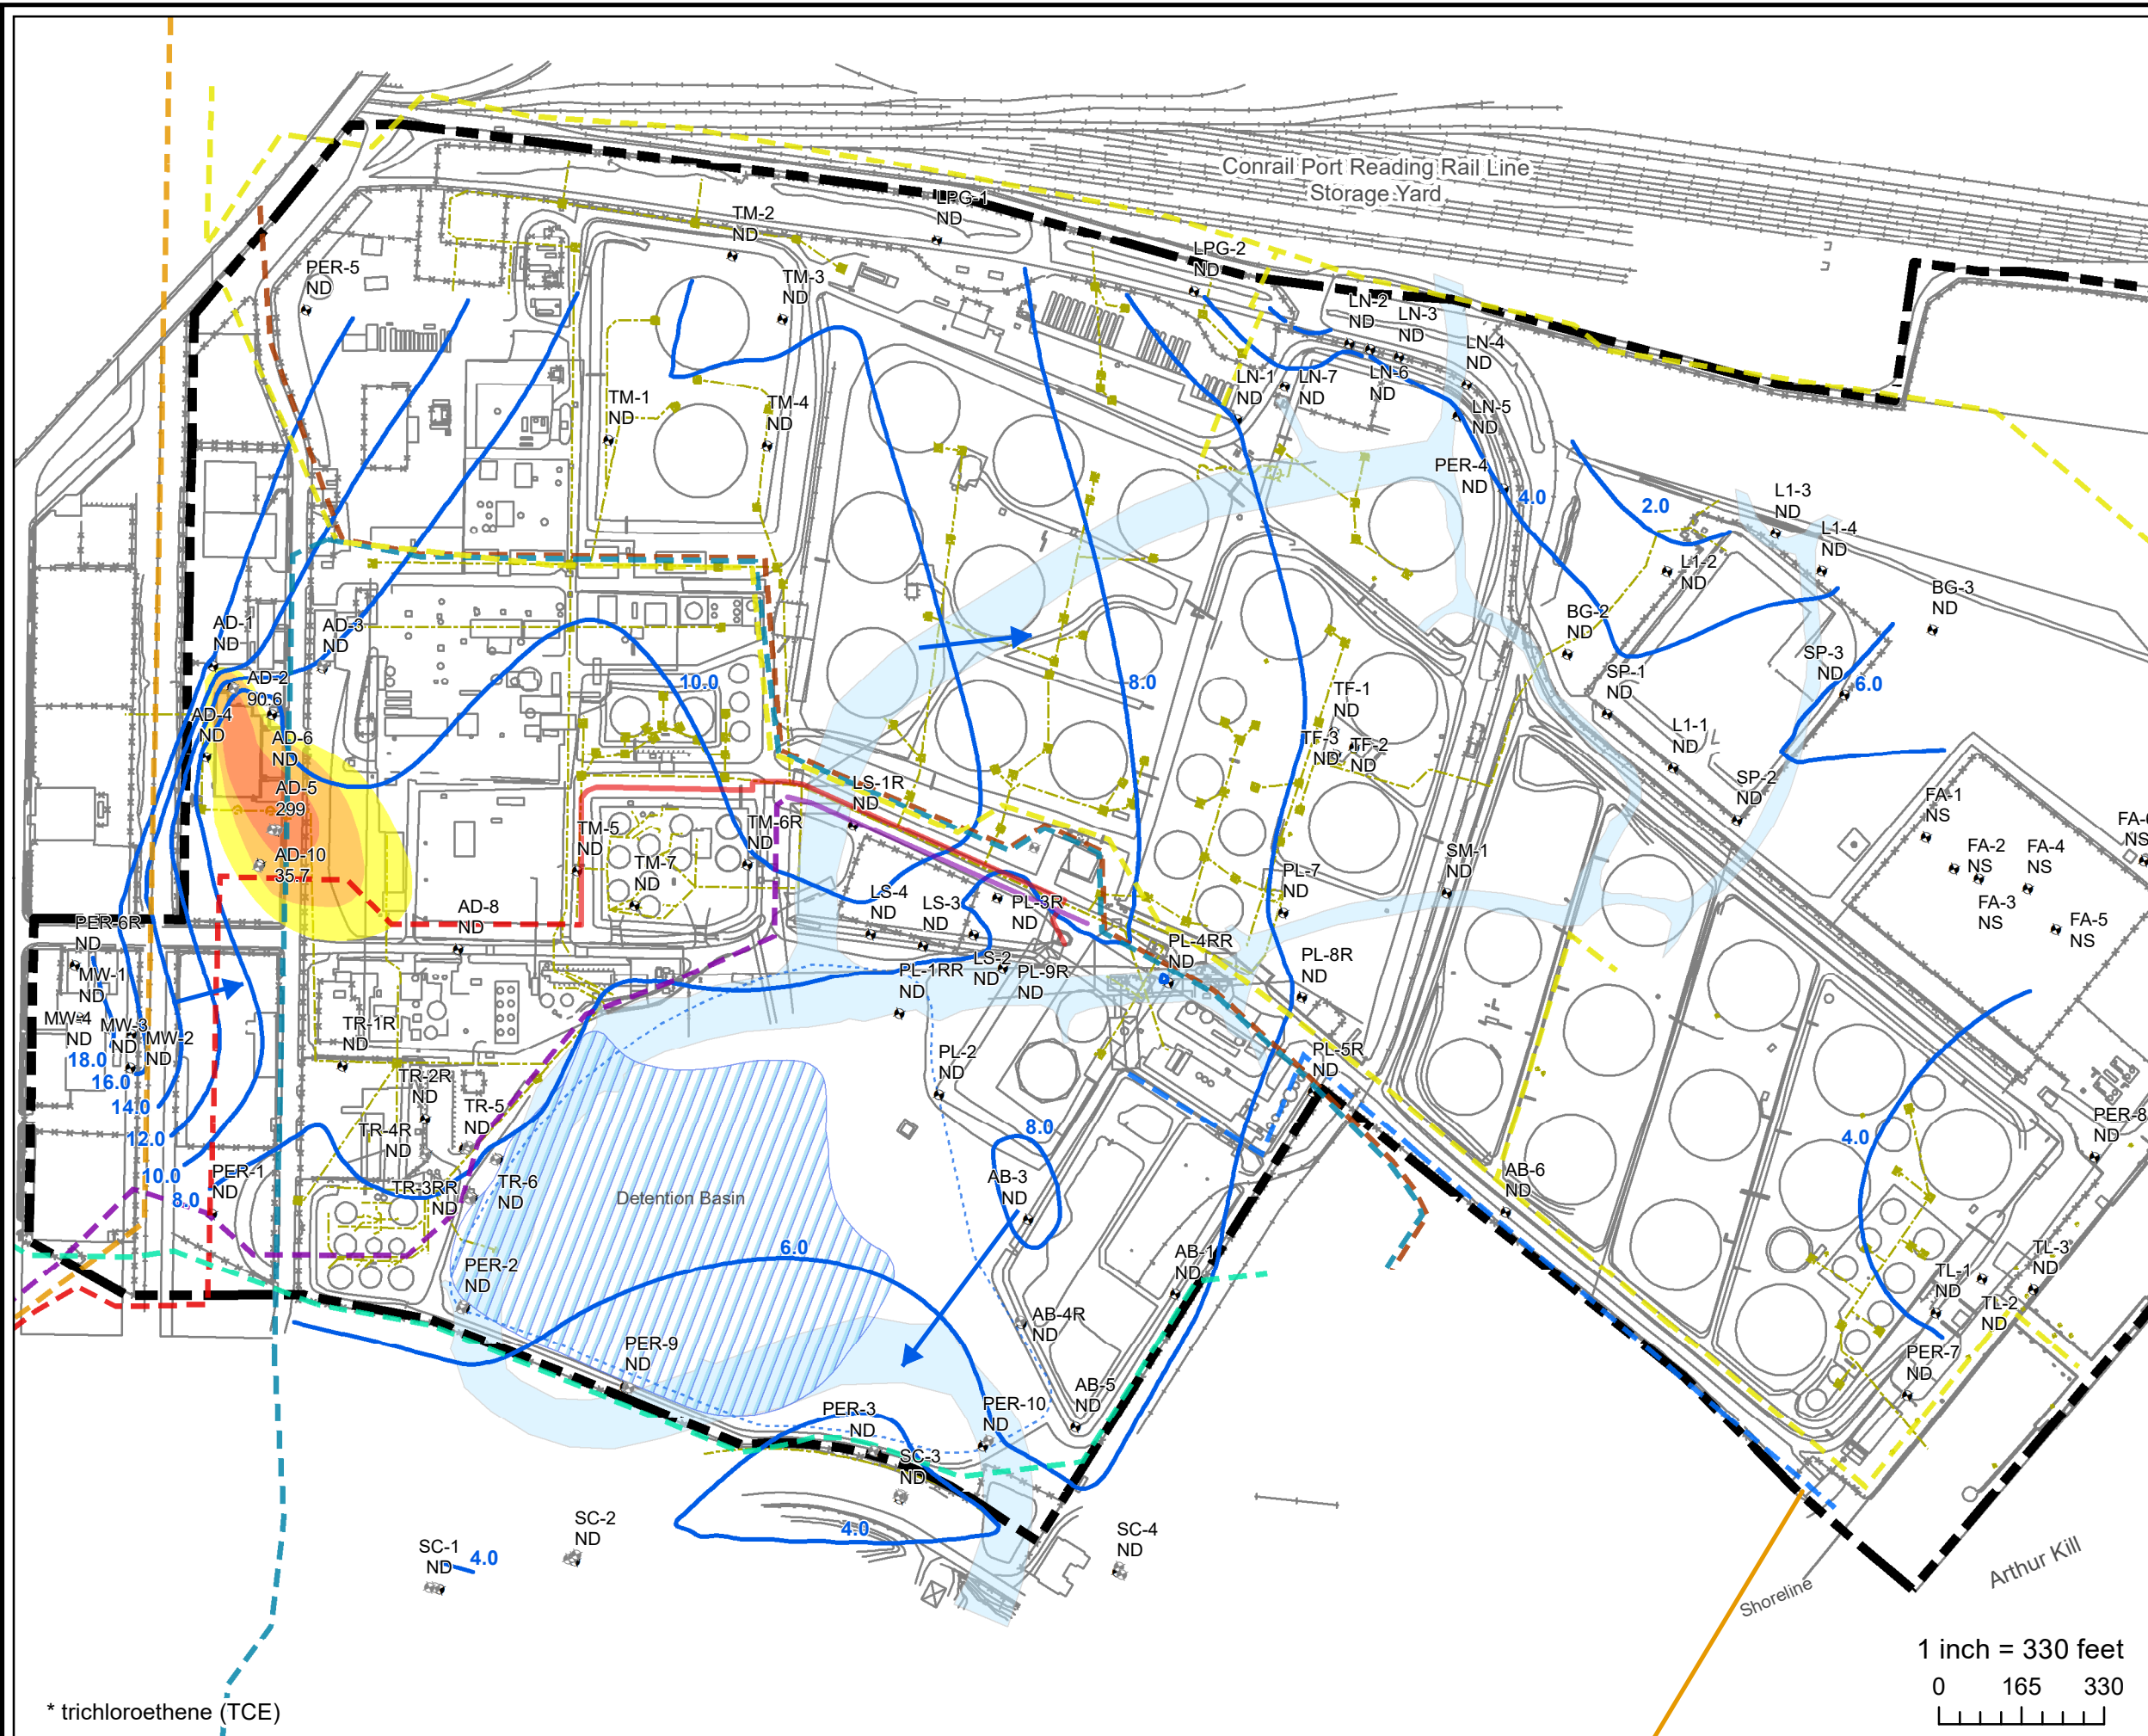 Conrail Port Reading Rail Line
Storage Yard
LPG-1
ND
TM-2
ND
LPG-2
ND
PER-5
ND
TM-3
ND
LN-2
ND
LN-3
ND
LN-4
ND
LN-1
ND
LN-7
ND
LN-6
ND
TM-1
ND
TM-4
ND
LN-5
ND
PER-4
ND
4.0
2.0
L1-3
ND
L1-4
ND
L1-2
ND
BG-3
ND
BG-2
ND
AD-1
ND
AD-3
ND
SP-3
ND
6.0
SP-1
ND
AD-2
90.6
10.0
8.0
TF-1
ND
AD-4
ND
L1-1
ND
AD-6
ND
TF-3
ND
TF-2
ND
SP-2
ND
AD-5
299
LS-1R
ND
FA-1
NS
TM-5
ND
TM-6R
ND
AD-10
35.7
TM-7
ND
SM-1
ND
FA-2
NS
FA-4
NS
PL-7
ND
LS-4
ND
LS-3
ND
PL-3R
ND
FA-3
NS
AD-8
ND
FA-5
NS
PER-6R
ND
PL-4RR
ND
LS-2
ND
PL-1RR
ND
PL-9R
ND
PL-8R
ND
MW-1
ND
MW-4
ND
MW-3
ND
MW-2
ND
TR-1R
ND
18.0
16.0
14.0
12.0
10.0
8.0
PL-2
ND
PL-5R
ND
TR-2R
ND
TR-5
ND
TR-4R
ND
8.0
PER-8
ND
4.0
PER-1
ND
TR-3RR
ND
TR-6
ND
Detention Basin
AB-3
ND
AB-6
ND
6.0
PER-2
ND
AB-1
ND
TL-3
ND
TL-1
ND
TL-2
ND
AB-4R
ND
PER-9
ND
PER-7
ND
AB-5
ND
PER-3
ND
PER-10
ND
SC-3
ND
4.0
SC-2
ND
SC-4
ND
SC-1
ND
4.0
Arthur Kill
Shoreline
1 inch = 330 feet
0 165 330
* trichloroethene (TCE)